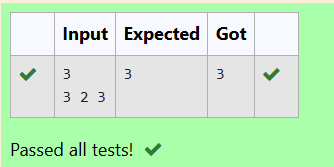 Input Expected Got
3 3 3
3 2 3
Passed all tests!